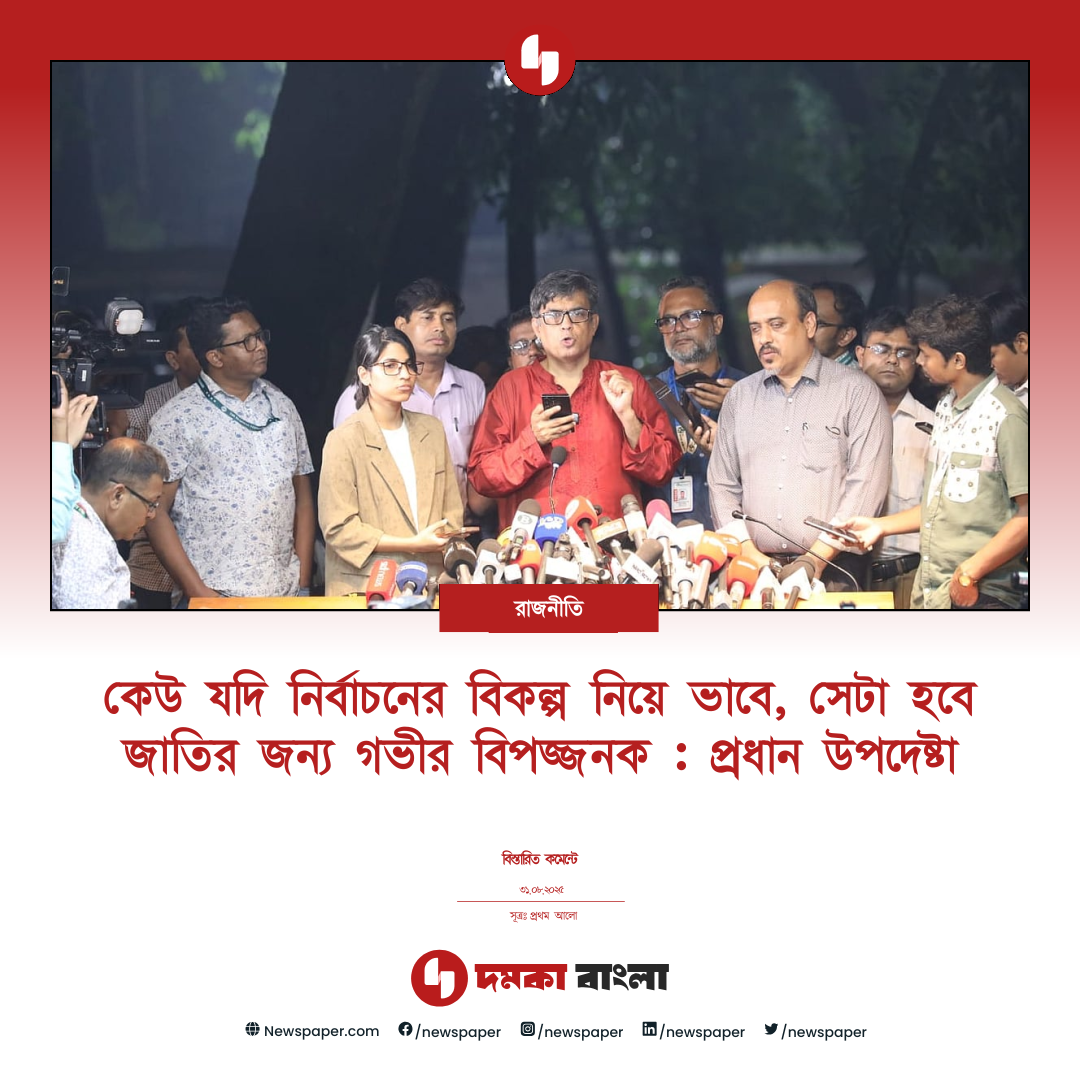 রাজনীতি
কেউ যদি নির্বাচনের বিকল্প নিয়ে ভাবে, সেটা হবে
জাতির জন্য গভীর বিপজ্জনক : প্রধান উপদেষ্টা
বিস্তারিত কমেন্টে
৩১.০৮.২০২৫
সূত্রঃ প্রথম আলো
দমকা বাংলা
Newspaper.com /newspaper /newspaper /newspaper /newspaper